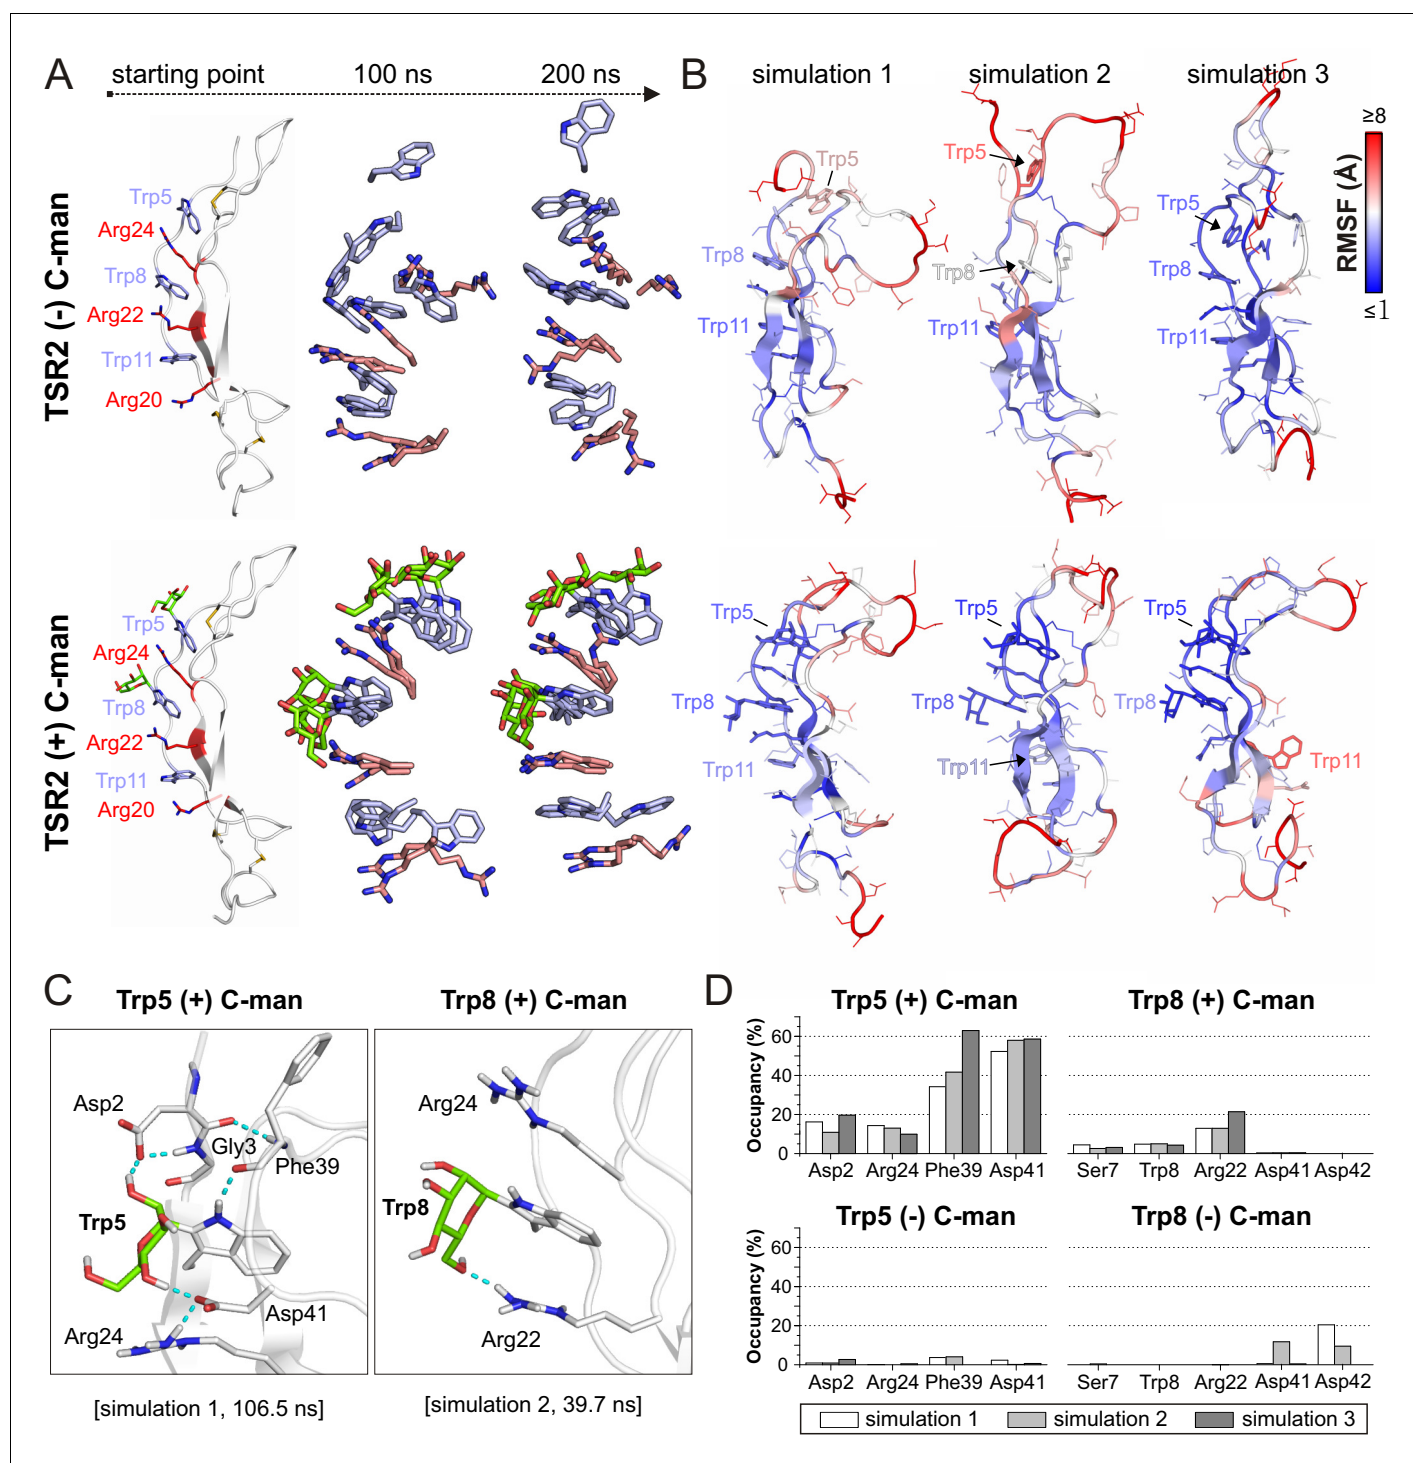 A
starting point
100 ns
200 ns
TSR2 (-) C-man
Trp5
Arg24
Trp8
Arg22
Trp11
Arg20
TSR2 (+) C-man
Trp5
Arg24
Trp8
Arg22
Trp11
Arg20
B
simulation 1
simulation 2
simulation 3
≥8
RMSF (Å)
≤1
Trp5
Trp8
Trp11
Trp5
Trp8
Trp11
Trp5
Trp8
Trp11
Trp5
Trp8
Trp11
Trp5
Trp8
Trp11
Trp5
Trp8
Trp11
C
Trp5 (+) C-man
Trp8 (+) C-man
Asp2
Gly3
Phe39
Trp5
Asp41
Arg24
[simulation 1, 106.5 ns]
Arg24
Trp8
Arg22
[simulation 2, 39.7 ns]
D
Trp5 (+) C-man
Trp8 (+) C-man
Occupancy (%)
60
40
20
0
Asp2 Arg24 Phe39 Asp41
Ser7 Trp8 Arg22 Asp41 Asp42
Trp5 (-) C-man
Trp8 (-) C-man
Occupancy (%)
60
40
20
0
Asp2 Arg24 Phe39 Asp41
Ser7 Trp8 Arg22 Asp41 Asp42
simulation 1 simulation 2 simulation 3